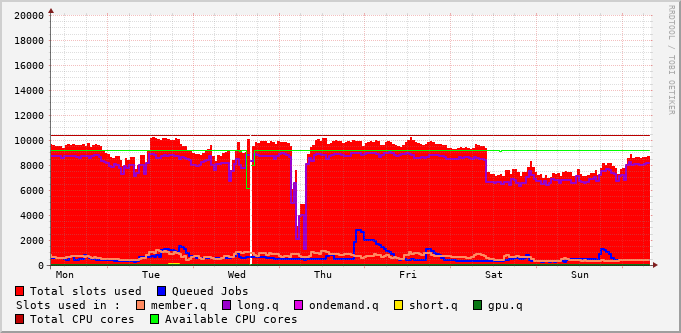 RRDTOOL / TOBI OETIKER
20000
18000
16000
14000
12000
10000
8000
6000
4000
2000
0
Mon Tue Wed Thu Fri Sat Sun
Total slots used Queued Jobs
Slots used in : member.q long.q ondemand.q short.q gpu.q
Total CPU cores Available CPU cores